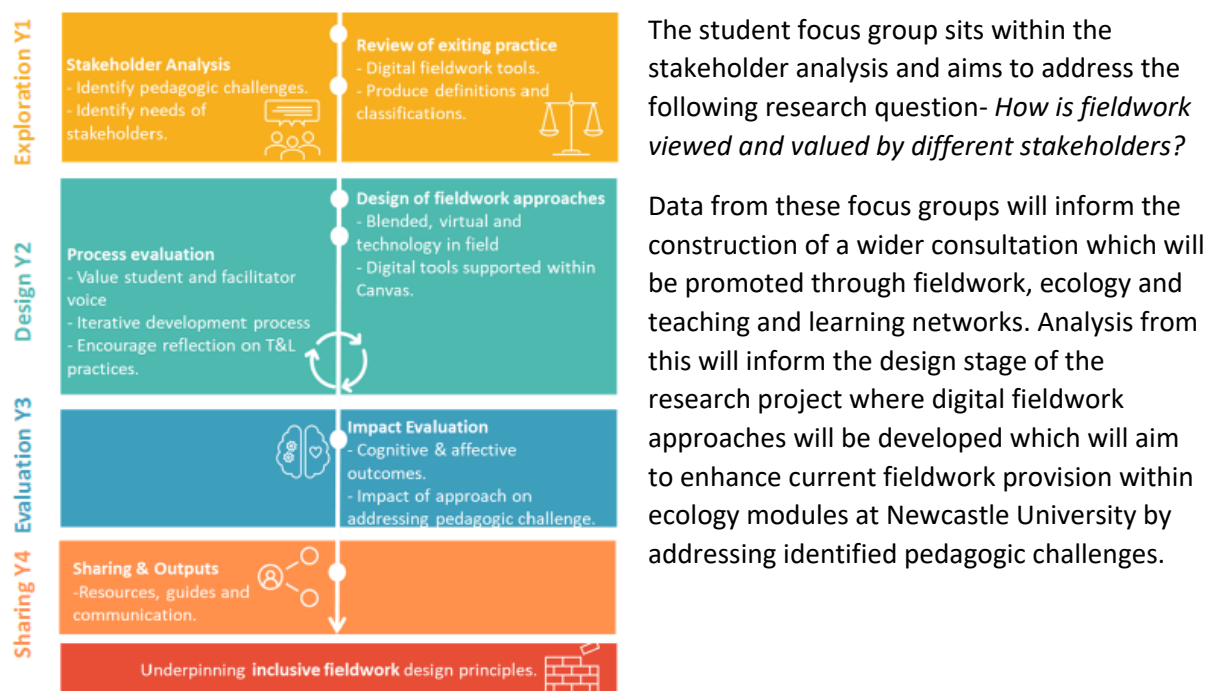 Exploration Y1
Stakeholder Analysis
- Identify pedagogic challenges.
- Identify needs of
stakeholders.
Review of exiting practice
- Digital fieldwork tools.
- Produce definitions and
classifications.
Design Y2
Process evaluation
- Value student and facilitator
voice
- Iterative development process
- Encourage reflection on T&L
practices.
Design of fieldwork approaches
- Blended, virtual and
technology in field
- Digital tools supported within
Canvas.
Evaluation Y3
Impact Evaluation
- Cognitive & affective
outcomes.
- Impact of approach on
addressing pedagogic challenge.
Sharing Y4
Sharing & Outputs
-Resources, guides and
communication.
Underpinning inclusive fieldwork design principles.
The student focus group sits within the
stakeholder analysis and aims to address the
following research question- How is fieldwork
viewed and valued by different stakeholders?
Data from these focus groups will inform the
construction of a wider consultation which will
be promoted through fieldwork, ecology and
teaching and learning networks. Analysis from
this will inform the design stage of the
research project where digital fieldwork
approaches will be developed which will aim
to enhance current fieldwork provision within
ecology modules at Newcastle University by
addressing identified pedagogic challenges.